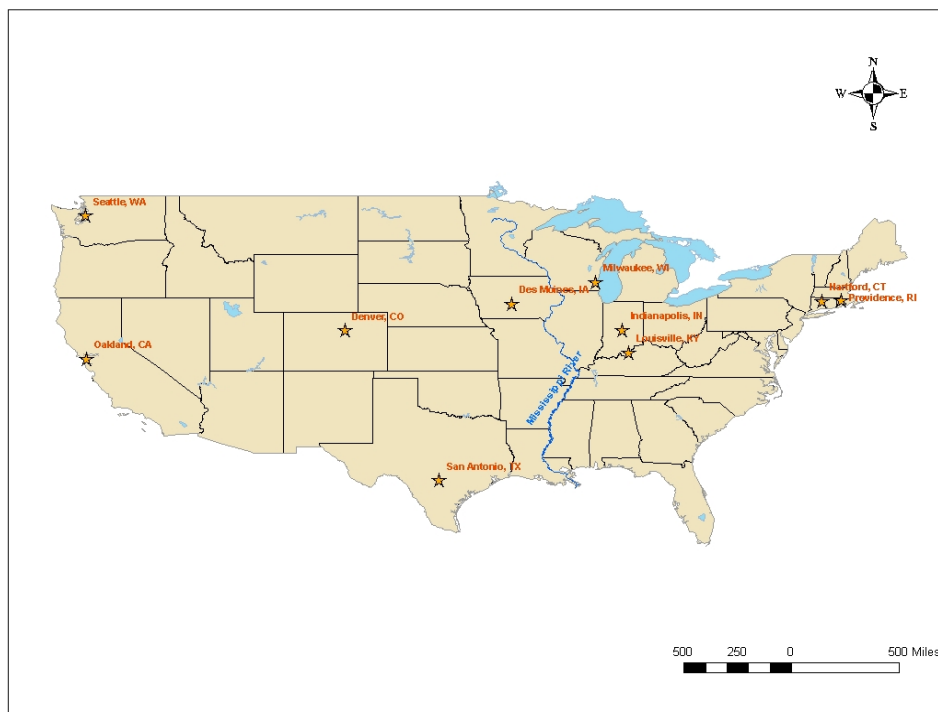 N
W E
S
Seattle, WA
Milwaukee, WI
Des Moines, IA
Hartford, CT
Providence, RI
Denver, CO
Indianapolis, IN
Oakland, CA
Louisville, KY
Mississippi River
San Antonio, TX
500 250 0 500 Miles